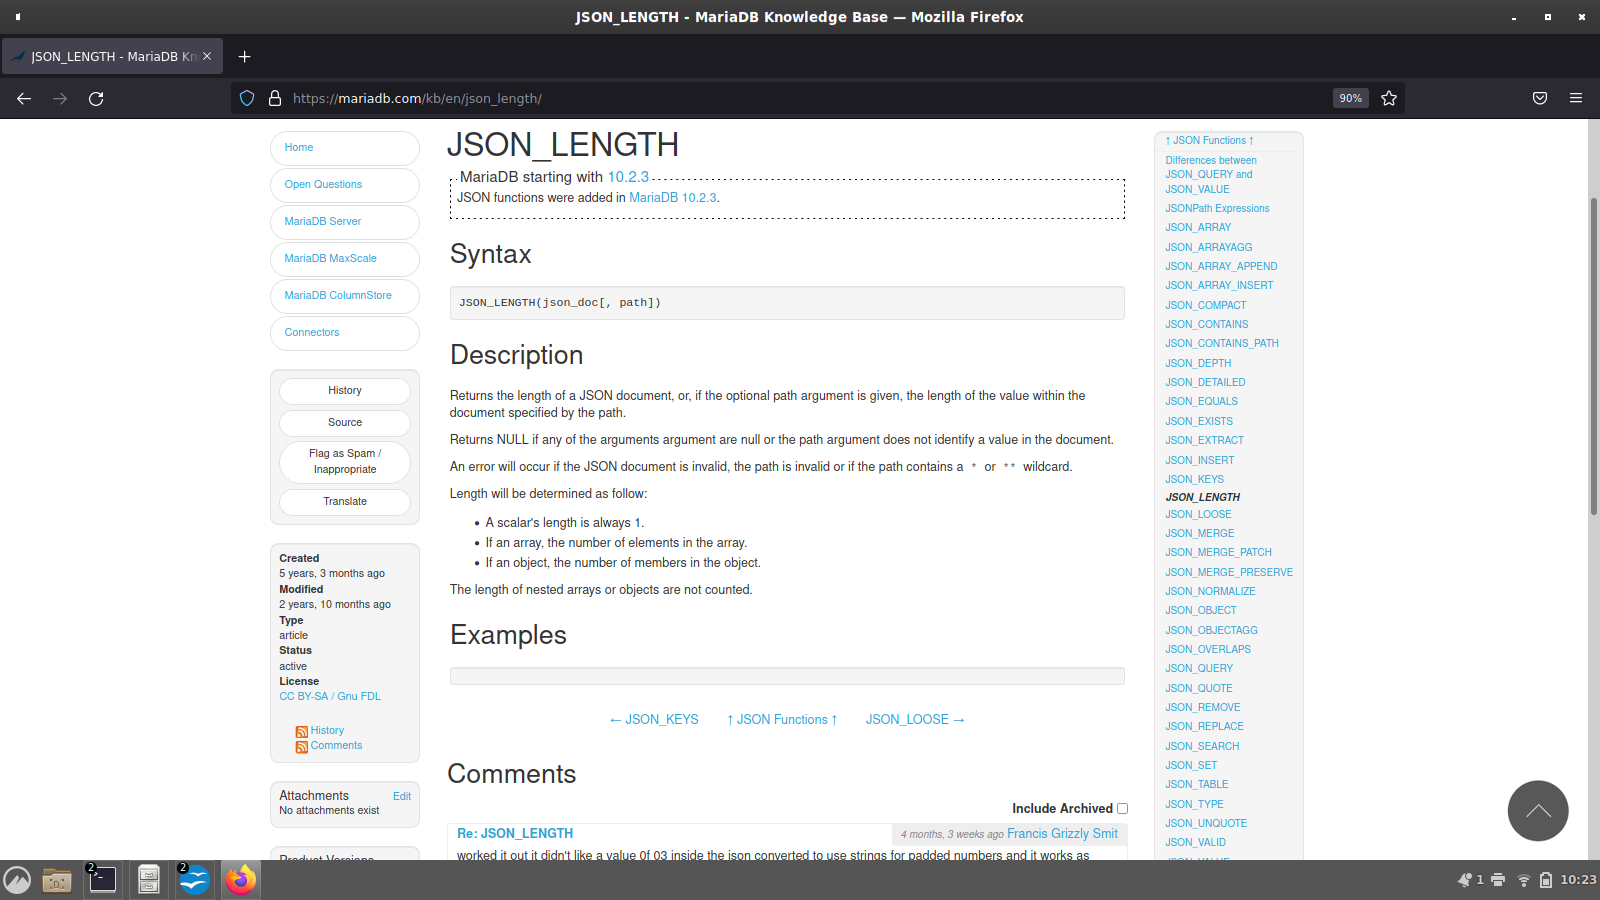 JSON_LENGTH - MariaDB Knowledge Base — Mozilla Firefox
JSON_LENGTH - MariaDB Kn
https://mariadb.com/kb/en/json_length/
90%
Home
Open Questions
MariaDB Server
MariaDB MaxScale
MariaDB ColumnStore
Connectors
History
Source
Flag as Spam /
Inappropriate
Translate
Created
5 years, 3 months ago
Modified
2 years, 10 months ago
Type
article
Status
active
License
CC BY-SA / Gnu FDL
History
Comments
Attachments Edit
No attachments exist
Product Versions
JSON_LENGTH
MariaDB starting with 10.2.3
JSON functions were added in MariaDB 10.2.3.
Syntax
JSON_LENGTH(json_doc[, path])
Description
Returns the length of a JSON document, or, if the optional path argument is given, the length of the value within the
document specified by the path.
Returns NULL if any of the arguments argument are null or the path argument does not identify a value in the document.
An error will occur if the JSON document is invalid, the path is invalid or if the path contains a * or ** wildcard.
Length will be determined as follow:
• A scalar's length is always 1.
• If an array, the number of elements in the array.
• If an object, the number of members in the object.
The length of nested arrays or objects are not counted.
Examples
← JSON_KEYS ↑ JSON Functions ↑ JSON_LOOSE →
Comments
Include Archived
Re: JSON_LENGTH 4 months, 3 weeks ago Francis Grizzly Smit
worked it out it didn't like a value 0f 03 inside the json converted to use strings for padded numbers and it works as
↑ JSON Functions ↑
Differences between
JSON_QUERY and
JSON_VALUE
JSONPath Expressions
JSON_ARRAY
JSON_ARRAYAGG
JSON_ARRAY_APPEND
JSON_ARRAY_INSERT
JSON_COMPACT
JSON_CONTAINS
JSON_CONTAINS_PATH
JSON_DEPTH
JSON_DETAILED
JSON_EQUALS
JSON_EXISTS
JSON_EXTRACT
JSON_INSERT
JSON_KEYS
JSON_LENGTH
JSON_LOOSE
JSON_MERGE
JSON_MERGE_PATCH
JSON_MERGE_PRESERVE
JSON_NORMALIZE
JSON_OBJECT
JSON_OBJECTAGG
JSON_OVERLAPS
JSON_QUERY
JSON_QUOTE
JSON_REMOVE
JSON_REPLACE
JSON_SEARCH
JSON_SET
JSON_TABLE
JSON_TYPE
JSON_UNQUOTE
JSON_VALID
JSON_VALUE
2
2
1
10:23